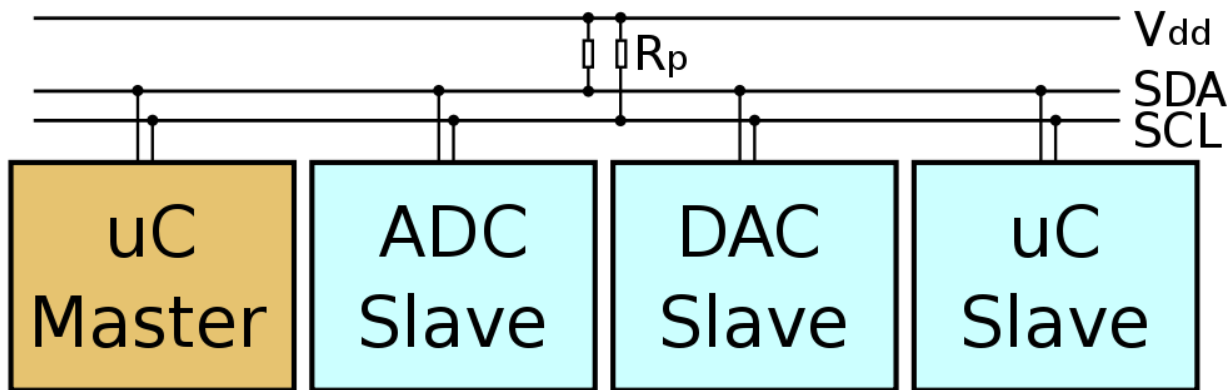 Vdd
Rp
SDA
SCL
uC
Master
ADC
Slave
DAC
Slave
uC
Slave